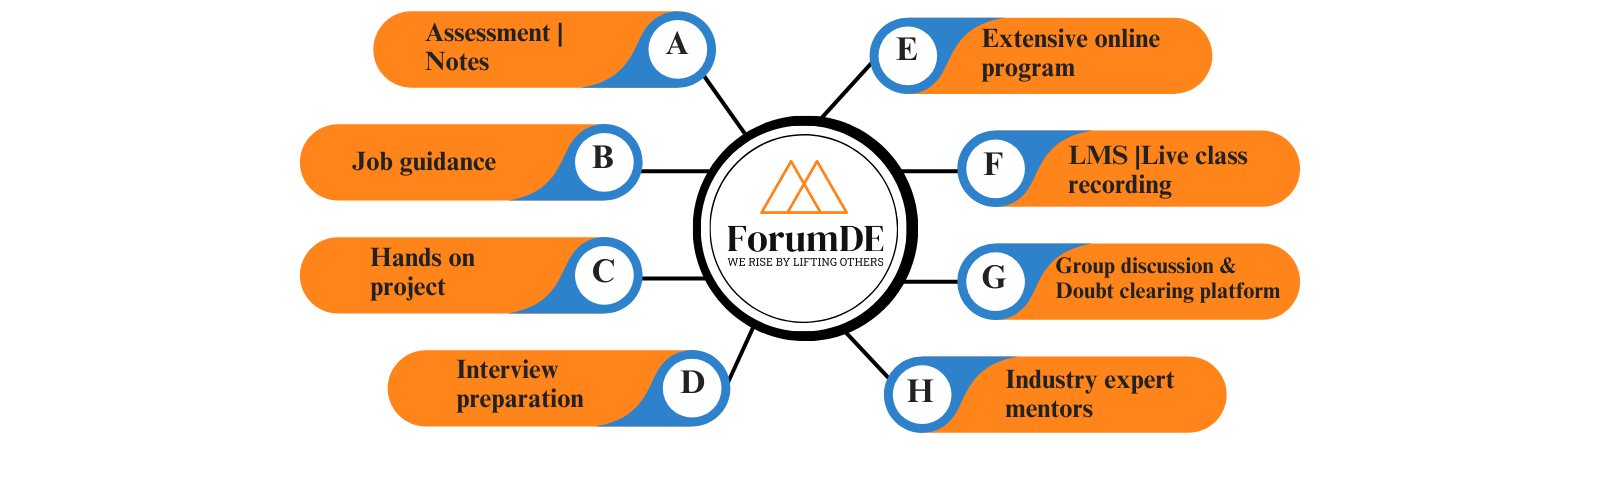 Assessment |
Notes
A
Job guidance
B
Hands on
project
C
Interview
preparation
D
ForumDE
WE RISE BY LIFTING OTHERS
E
Extensive online
program
F
LMS |Live class
recording
G
Group discussion &
Doubt clearing platform
H
Industry expert
mentors